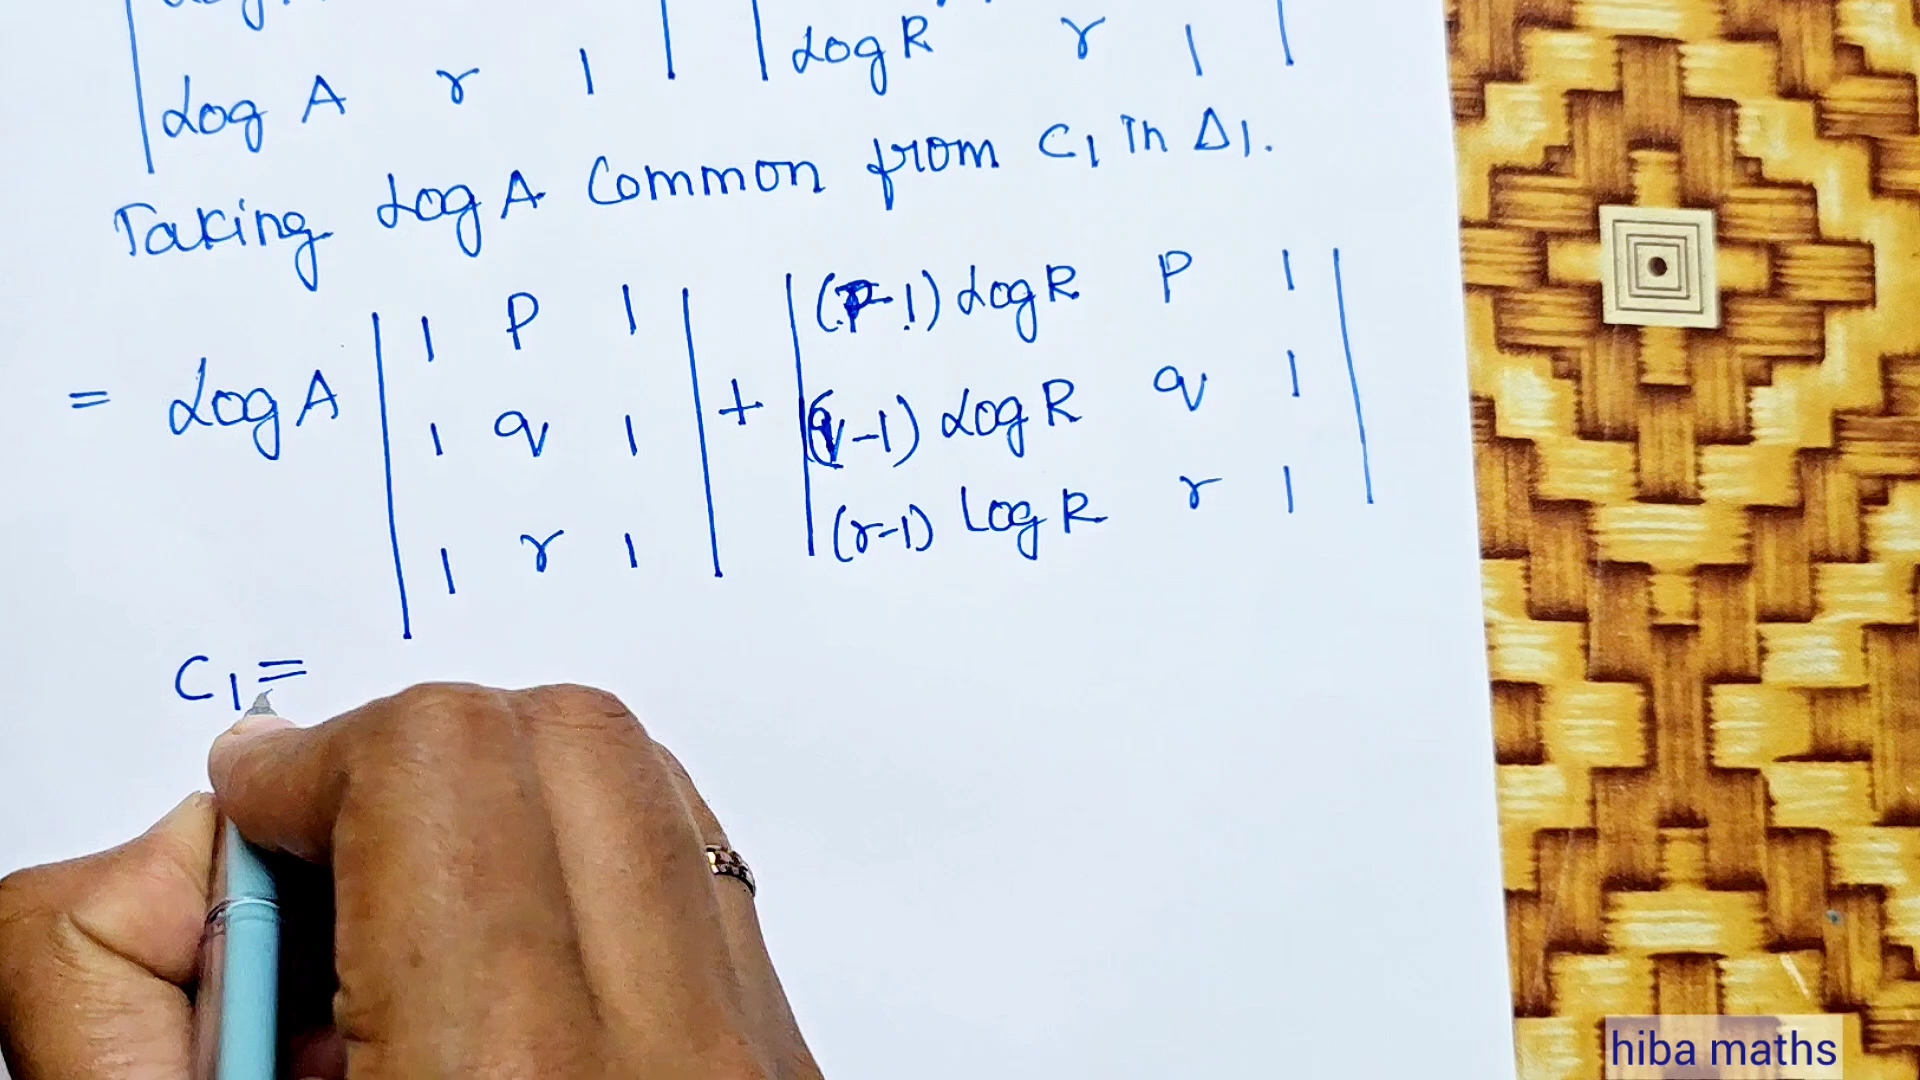 Log A r 1 Log R r 1
Taking Log A Common from C1 in Δ1.
= Log A | 1 P 1 | + | (P-1) Log R P 1 |
| 1 q 1 | | (q-1) Log R q 1 |
| 1 r 1 | | (r-1) Log R r 1 |
C1 =
hiba maths